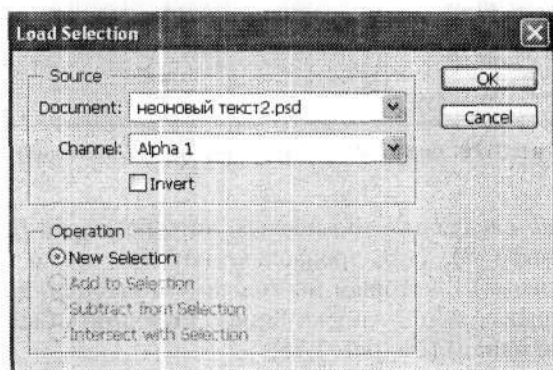 Load Selection
Source
OK
Document: неоновый текст2.psd
Cancel
Channel: Alpha 1
Invert
Operation
New Selection
Add to Selection
Subtract from Selection
Intersect with Selection